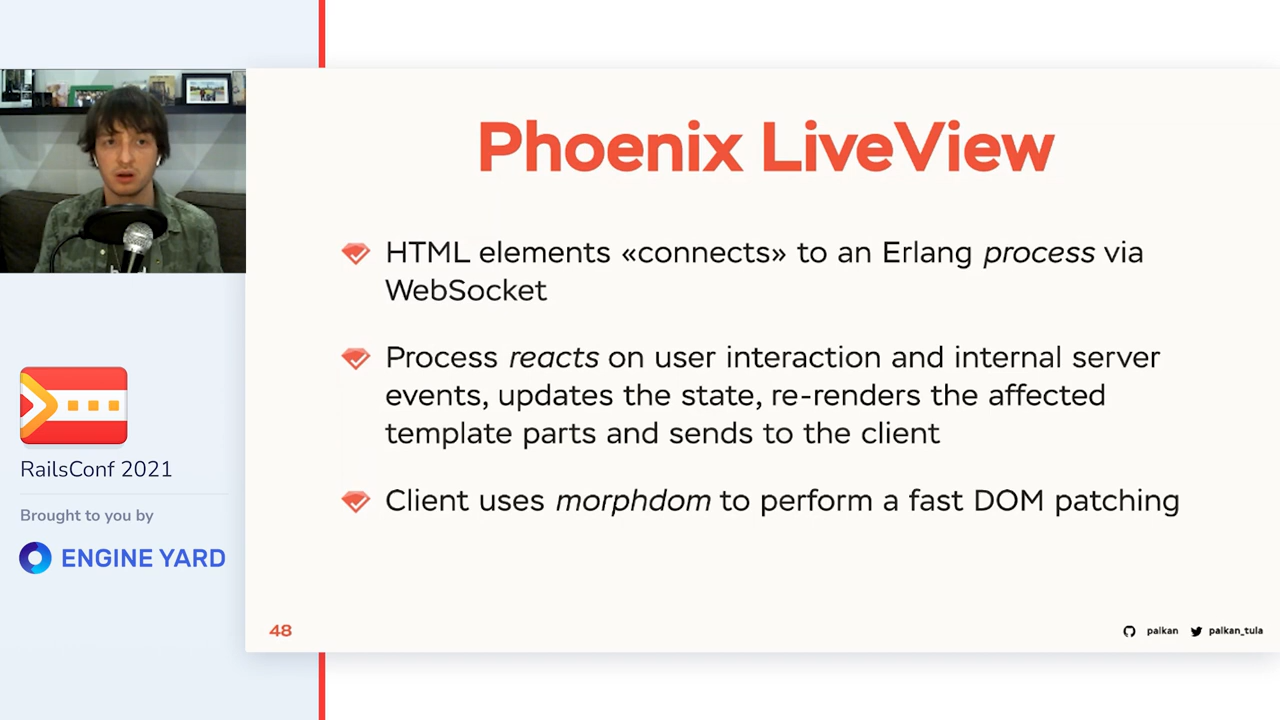 Phoenix LiveView
HTML elements «connects» to an Erlang process via
WebSocket
Process reacts on user interaction and internal server
events, updates the state, re-renders the affected
template parts and sends to the client
Client uses morphdom to perform a fast DOM patching
RailsConf 2021
Brought to you by
ENGINE YARD
48
palkan
palkan_tula